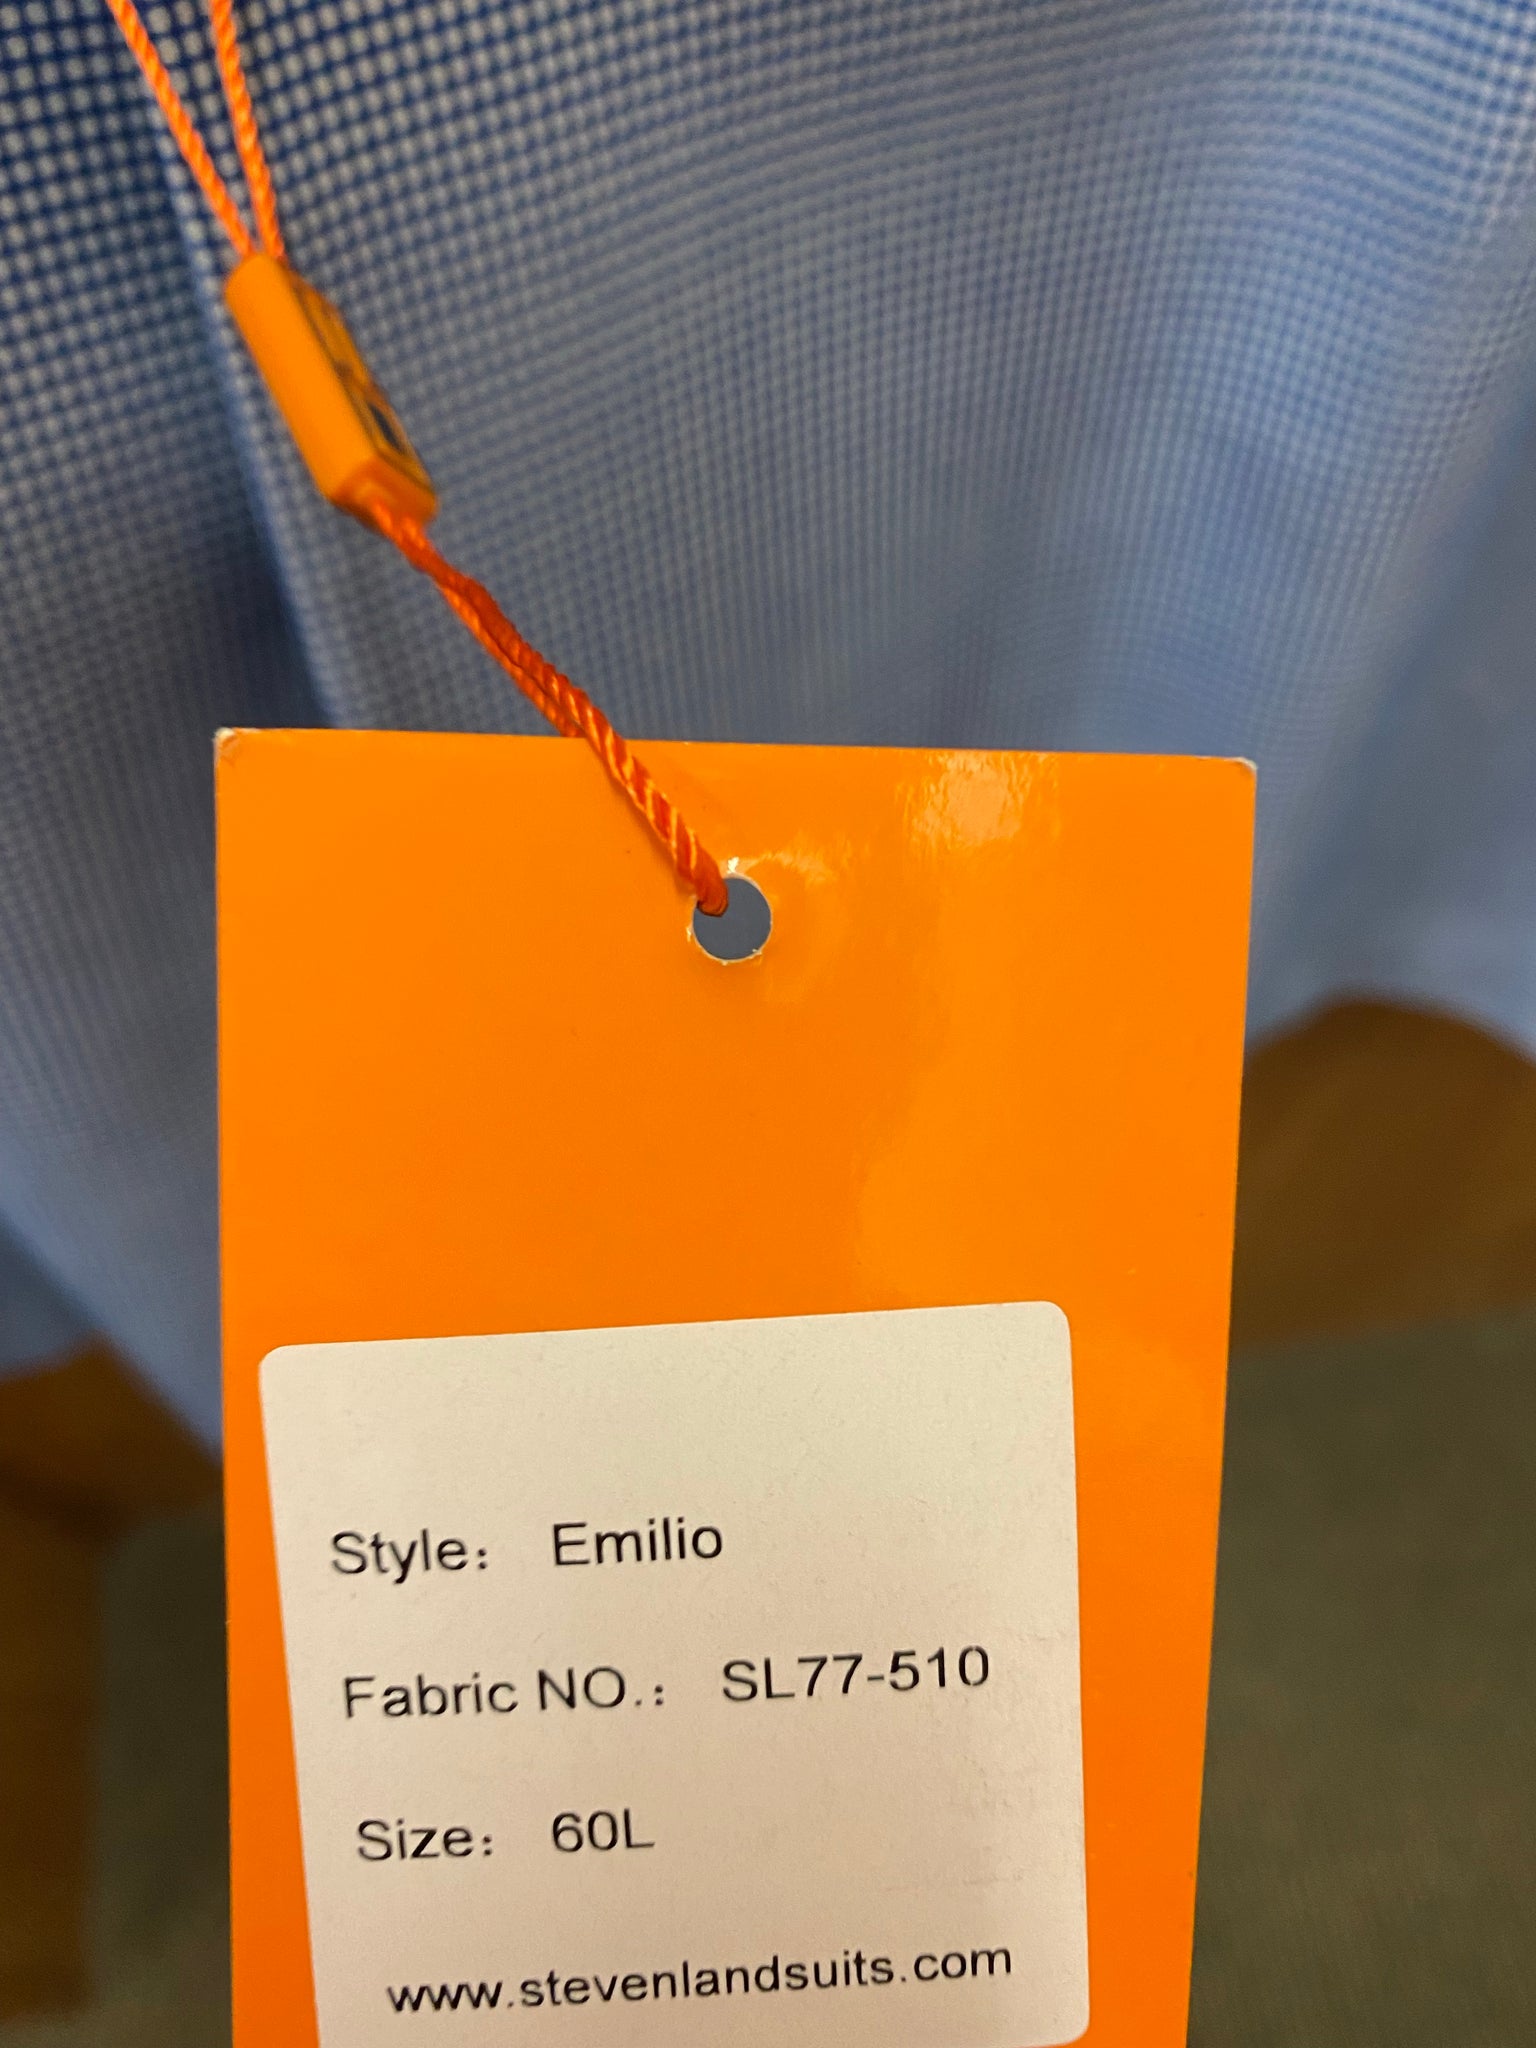 Style： Emilio
Fabric NO.： SL77-510
Size： 60L
www.stevenlandsuits.com